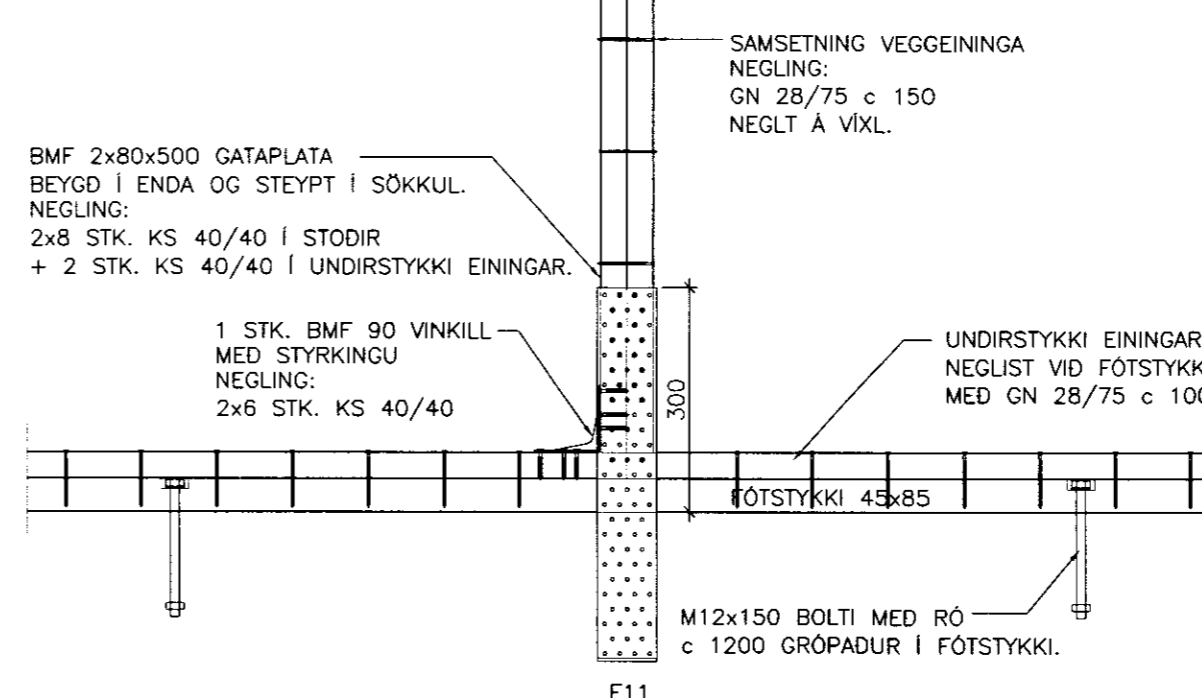 SAMSETNING VEGGEININGA
NEGLING:
GN 28/75 c 150
NEGLT Á VÍXL.
BMF 2x80x500 GATAPLATA
BEYGÐ Í ENDA OG STEYPT Í SÖKKUL.
NEGLING:
2x8 STK. KS 40/40 Í STOÐIR
+ 2 STK. KS 40/40 Í UNDIRSTYKKI EININGAR.
1 STK. BMF 90 VINKILL
MEÐ STYRKINGU
NEGLING:
2x6 STK. KS 40/40
300
UNDIRSTYKKI EININGAR
NEGLIST VIÐ FÓTSTYKK
MEÐ GN 28/75 c 100
FÓTSTYKKI 45x85
M12x150 BOLTI MEÐ RÓ
c 1200 GRÓPAÐUR Í FÓTSTYKKI.